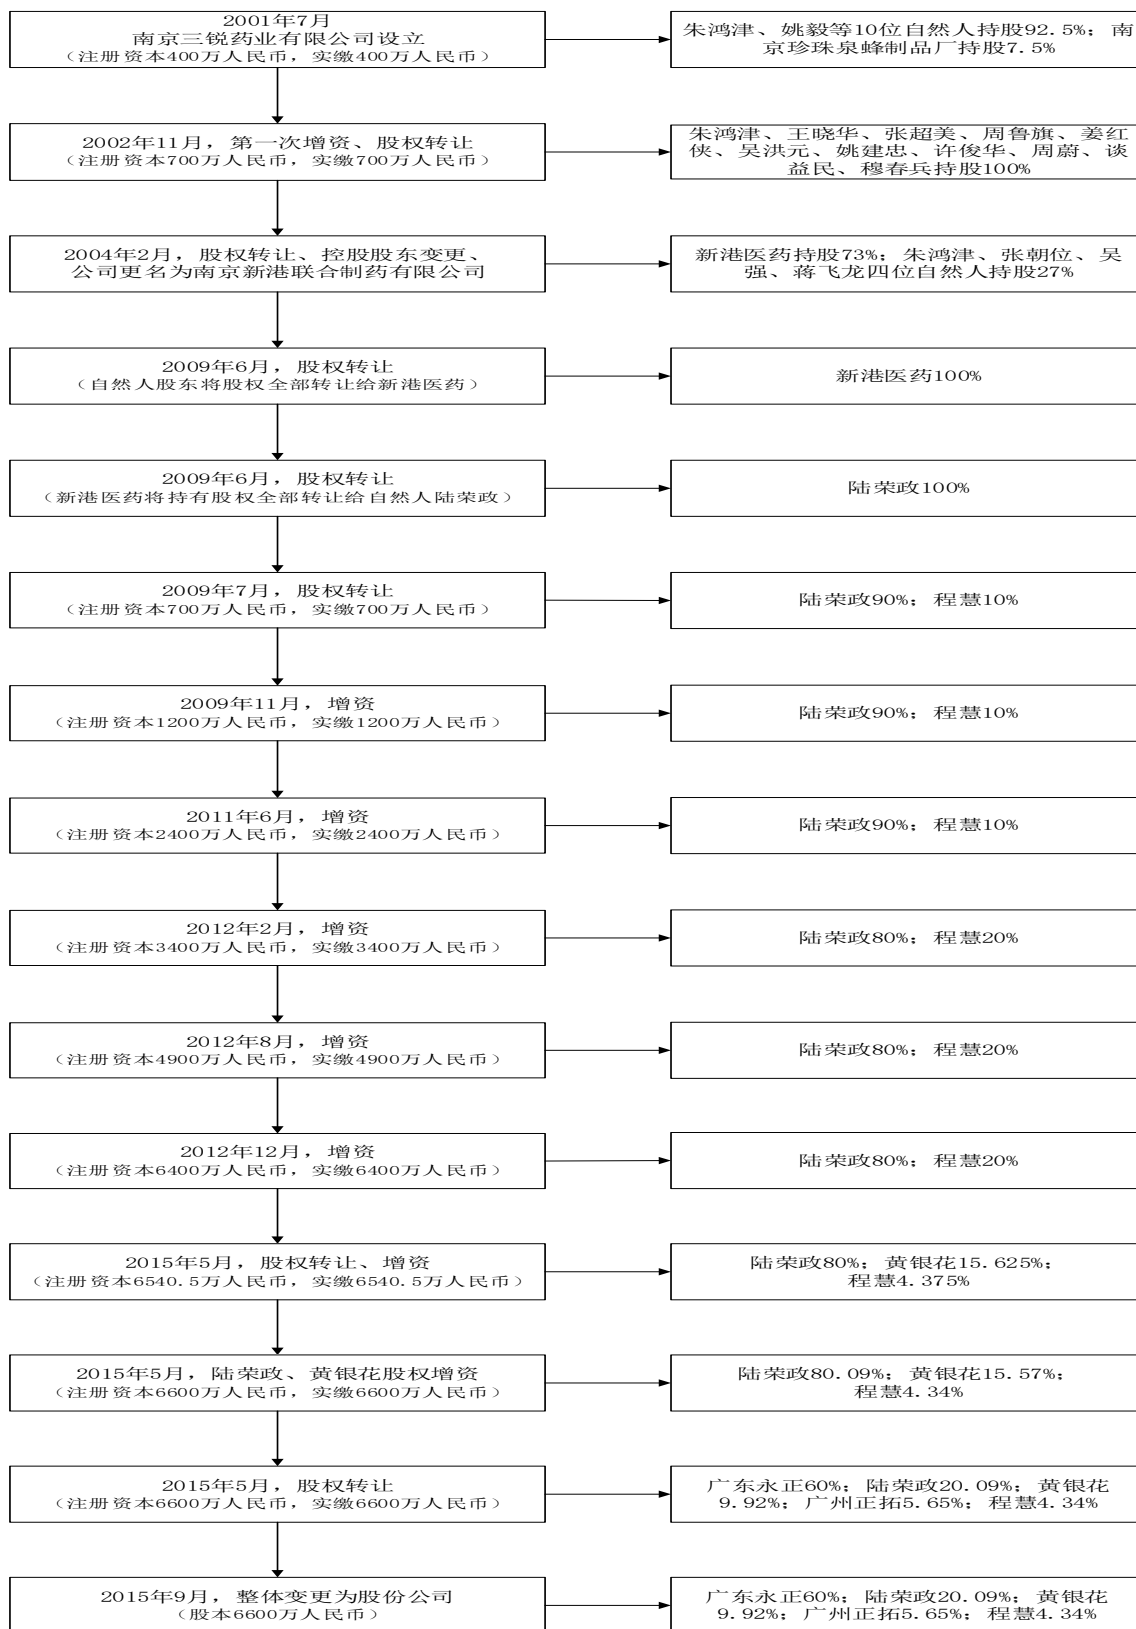 2001年7月
南京三锐药业有限公司设立
（注册资本400万人民币，实缴400万人民币）
朱鸿津、姚毅等10位自然人持股92.5%；南
京珍珠泉蜂制品厂持股7.5%
2002年11月，第一次增资、股权转让
（注册资本700万人民币，实缴700万人民币）
朱鸿津、王晓华、张超美、周鲁旗、姜红
侠、吴洪元、姚建忠、许俊华、周蔚、谈
益民、穆春兵持股100%
2004年2月，股权转让、控股股东变更、
公司更名为南京新港联合制药有限公司
新港医药持股73%；朱鸿津、张朝位、吴
强、蒋飞龙四位自然人持股27%
2009年6月，股权转让
（自然人股东将股权全部转让给新港医药）
新港医药100%
2009年6月，股权转让
（新港医药将持有股权全部转让给自然人陆荣政）
陆荣政100%
2009年7月，股权转让
（注册资本700万人民币，实缴700万人民币）
陆荣政90%；程慧10%
2009年11月，增资
（注册资本1200万人民币，实缴1200万人民币）
陆荣政90%；程慧10%
2011年6月，增资
（注册资本2400万人民币，实缴2400万人民币）
陆荣政90%；程慧10%
2012年2月，增资
（注册资本3400万人民币，实缴3400万人民币）
陆荣政80%；程慧20%
2012年8月，增资
（注册资本4900万人民币，实缴4900万人民币）
陆荣政80%；程慧20%
2012年12月，增资
（注册资本6400万人民币，实缴6400万人民币）
陆荣政80%；程慧20%
2015年5月，股权转让、增资
（注册资本6540.5万人民币，实缴6540.5万人民币）
陆荣政80%；黄银花15.625%；
程慧4.375%
2015年5月，陆荣政、黄银花股权增资
（注册资本6600万人民币，实缴6600万人民币）
陆荣政80.09%；黄银花15.57%；
程慧4.34%
2015年5月，股权转让
（注册资本6600万人民币，实缴6600万人民币）
广东永正60%；陆荣政20.09%；黄银花
9.92%；广州正拓5.65%；程慧4.34%
2015年9月，整体变更为股份公司
（股本6600万人民币）
广东永正60%；陆荣政20.09%；黄银花
9.92%；广州正拓5.65%；程慧4.34%